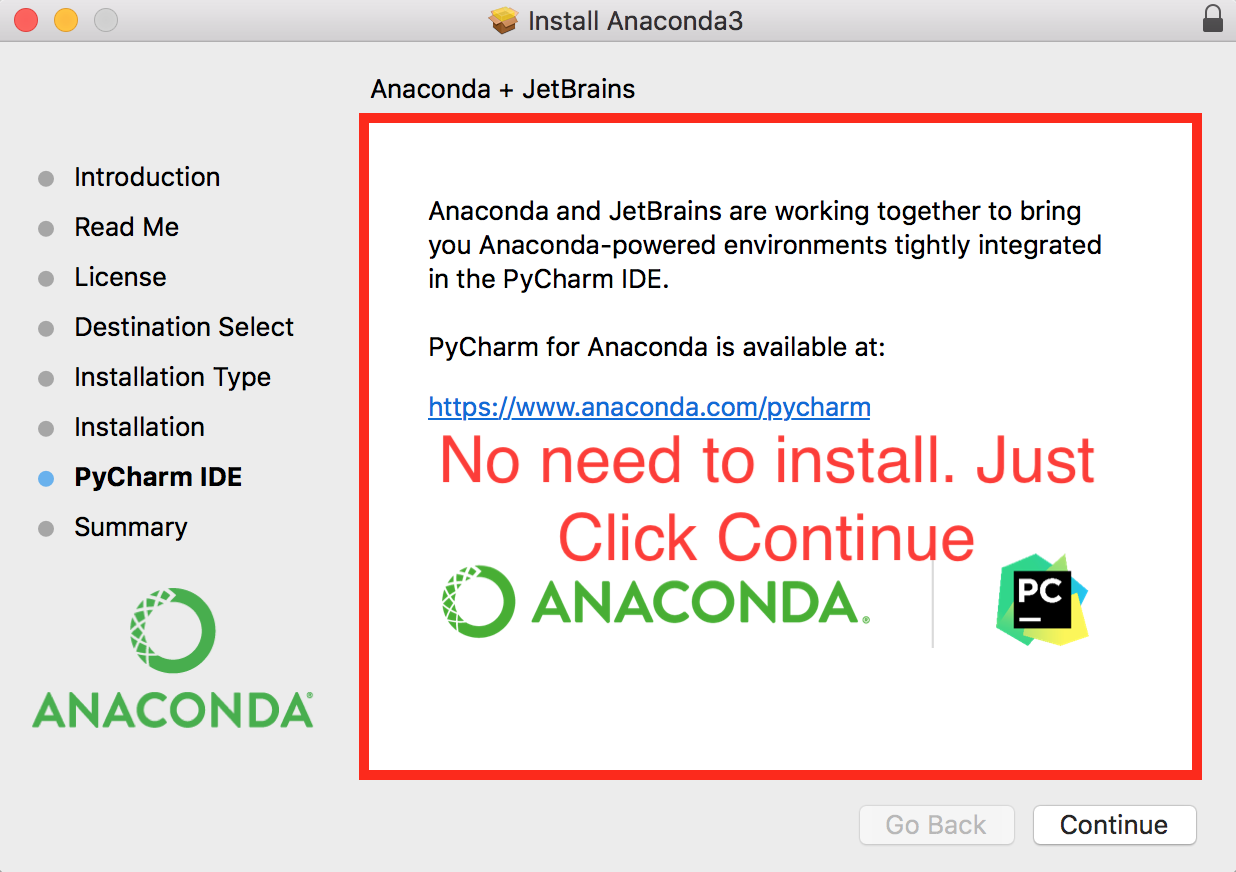 Install Anaconda3
Anaconda + JetBrains
Introduction
Read Me
License
Destination Select
Installation Type
Installation
PyCharm IDE
Summary
ANACONDA®
Anaconda and JetBrains are working together to bring
you Anaconda-powered environments tightly integrated
in the PyCharm IDE.
PyCharm for Anaconda is available at:
https://www.anaconda.com/pycharm
No need to install. Just
Click Continue
ANACONDA.®
PC
Go Back
Continue